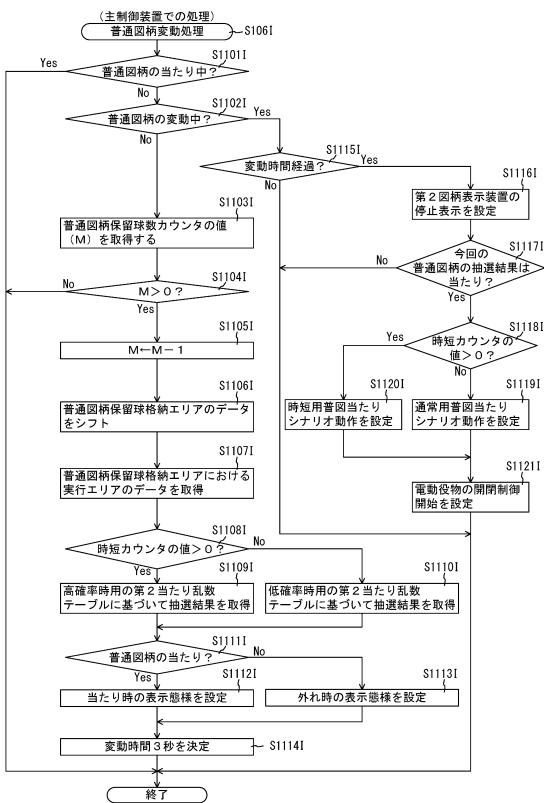 （主制御装置での処理）
普通図柄変動処理
S106I
S1101I
普通図柄の当たり中？
Yes
No
S1102I
普通図柄の変動中？
Yes
No
S1115I
変動時間経過？
Yes
No
S1116I
第２図柄表示装置の
停止表示を設定
S1117I
今回の
普通図柄の抽選結果は
当たり？
No
Yes
S1118I
時短カウンタの
値＞０？
Yes
No
S1120I
時短用普図当たり
シナリオ動作を設定
S1119I
通常用普図当たり
シナリオ動作を設定
S1121I
電動役物の開閉制御
開始を設定
S1103I
普通図柄保留球数カウンタの値
（Ｍ）を取得する
S1104I
Ｍ＞０？
No
Yes
S1105I
Ｍ←Ｍ－１
S1106I
普通図柄保留球格納エリアのデータ
をシフト
S1107I
普通図柄保留球格納エリアにおける
実行エリアのデータを取得
S1108I
時短カウンタの値＞０？
No
Yes
S1109I
高確率時用の第２当たり乱数
テーブルに基づいて抽選結果を取得
S1110I
低確率時用の第２当たり乱数
テーブルに基づいて抽選結果を取得
S1111I
普通図柄の当たり？
No
Yes
S1112I
当たり時の表示態様を設定
S1113I
外れ時の表示態様を設定
変動時間３秒を決定
S1114I
終了